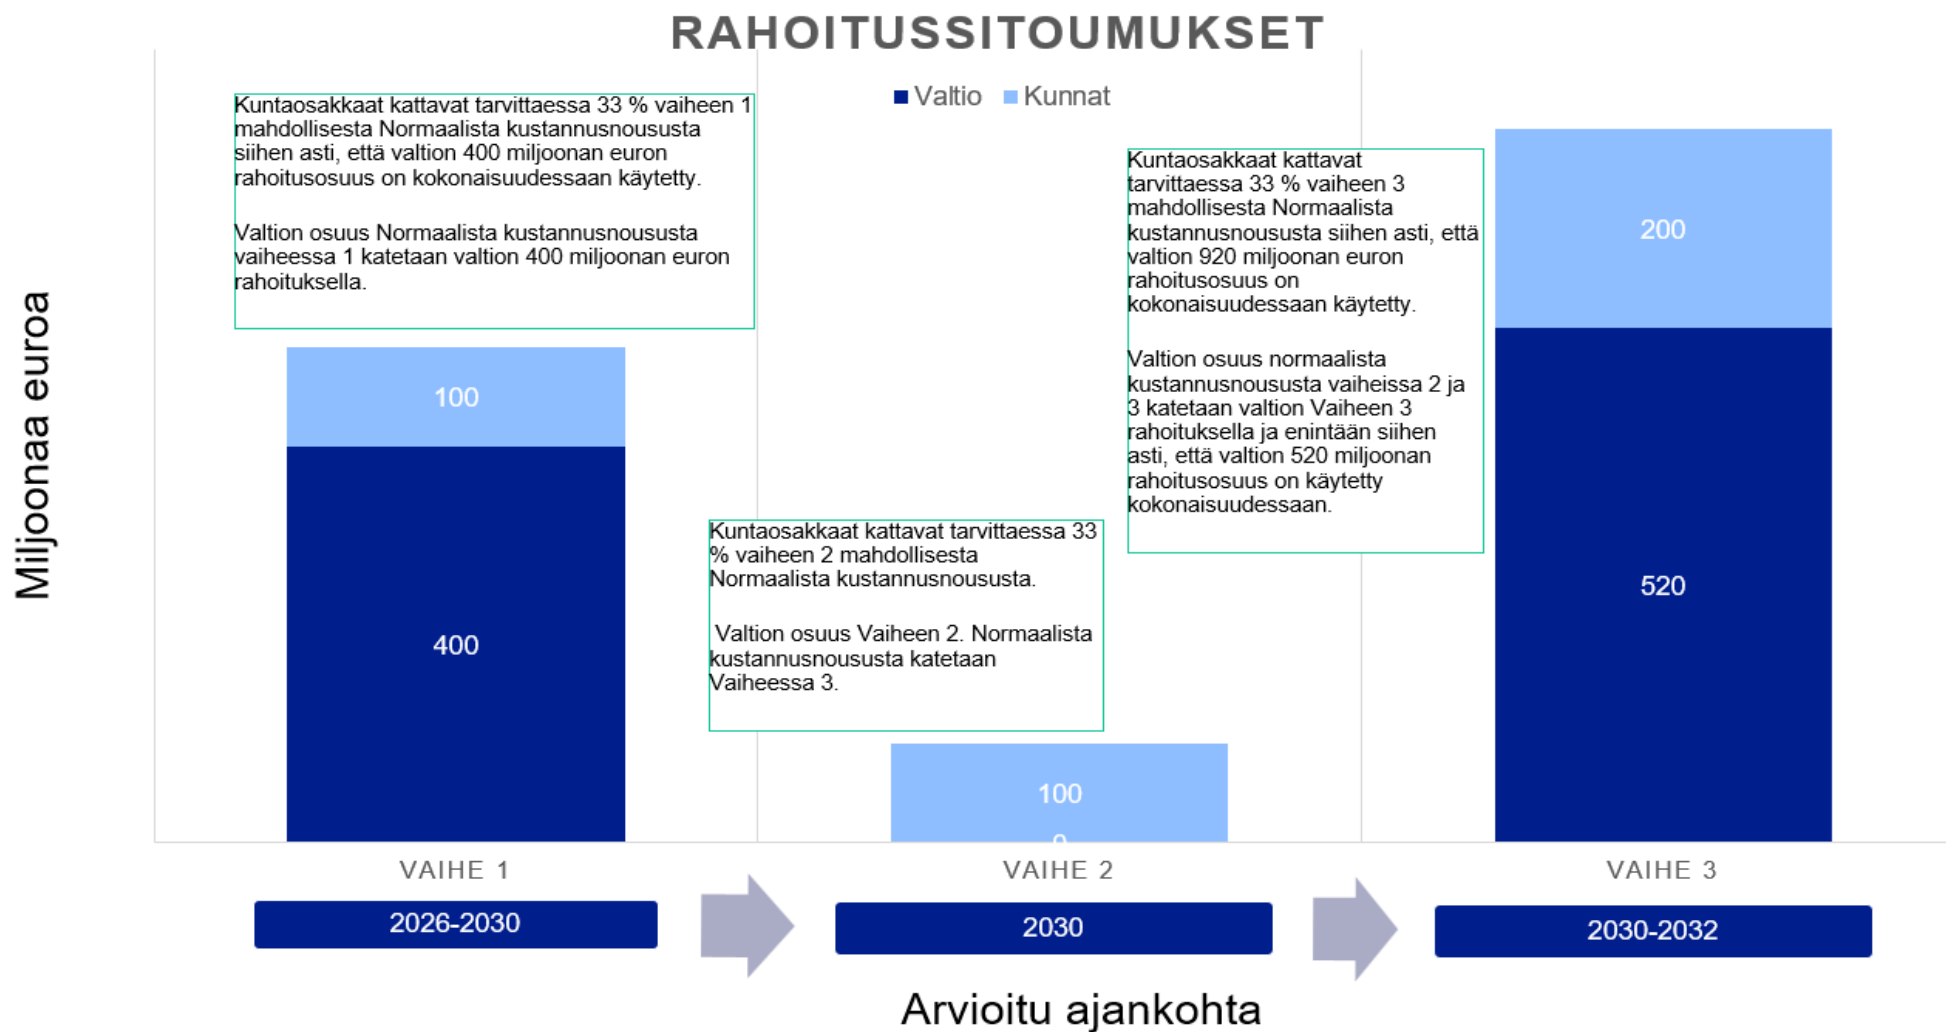 RAHOITUSSITOUMUKSET
Valtio
Kunnat
Miljoonaa euroa
Kuntaosakkaat kattavat tarvittaessa 33 % vaiheen 1
mahdollisesta Normaalista kustannusnoususta
siihen asti, että valtion 400 miljoonan euron
rahoitusosuus on kokonaisuudessaan käytetty.
Valtion osuus Normaalista kustannusnoususta
vaiheessa 1 katetaan valtion 400 miljoonan euron
rahoituksella.
100
400
Kuntaosakkaat kattavat tarvittaessa 33
% vaiheen 2 mahdollisesta
Normaalista kustannusnoususta.
Valtion osuus Vaiheen 2. Normaalista
kustannusnoususta katetaan
Vaiheessa 3.
100
0
Kuntaosakkaat kattavat
tarvittaessa 33 % vaiheen 3
mahdollisesta Normaalista
kustannusnoususta siihen asti, että
valtion 920 miljoonan euron
rahoitusosuus on
kokonaisuudessaan käytetty.
Valtion osuus normaalista
kustannusnoususta vaiheissa 2 ja
3 katetaan valtion Vaiheen 3
rahoituksella ja enintään siihen
asti, että valtion 520 miljoonan
rahoitusosuus on käytetty
kokonaisuudessaan.
200
520
VAIHE 1
VAIHE 2
VAIHE 3
2026-2030
2030
2030-2032
Arvioitu ajankohta